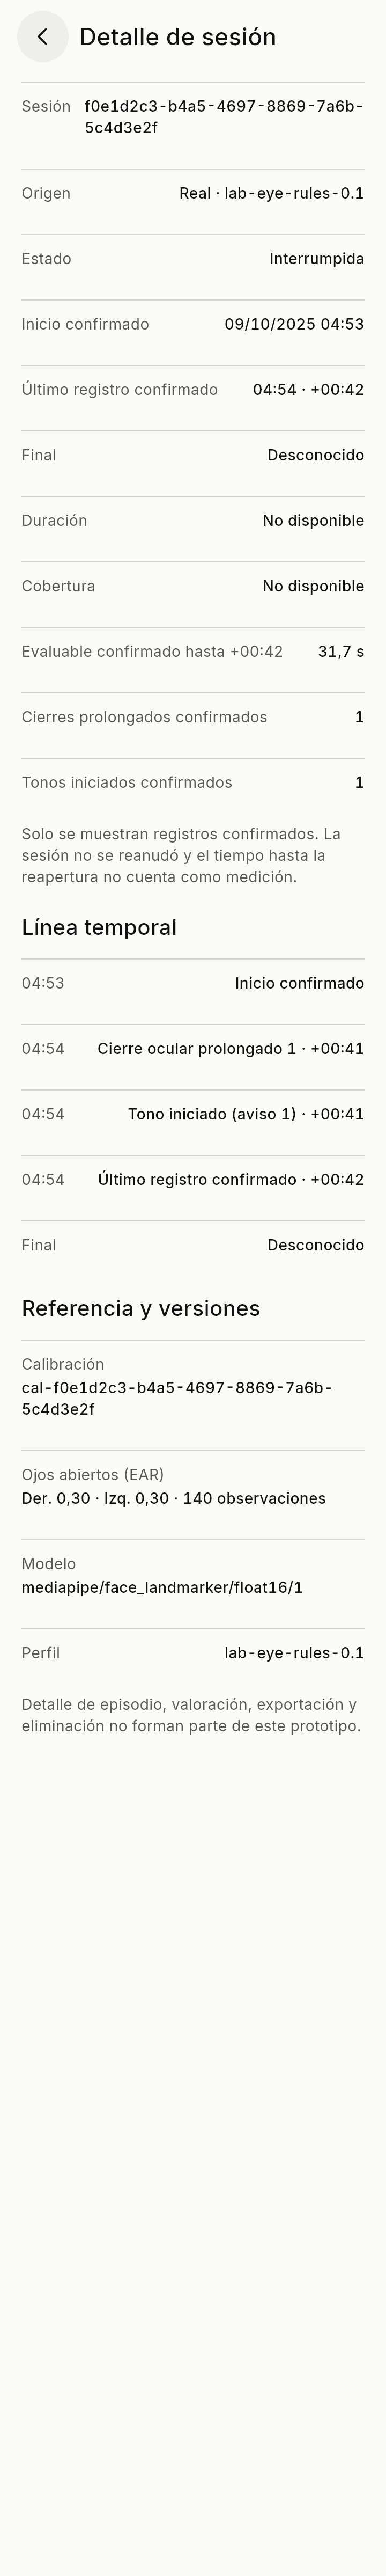 Detalle de sesión
Sesión f0e1d2c3-b4a5-4697-8869-7a6b-
5c4d3e2f
Origen Real · lab-eye-rules-0.1
Estado Interrumpida
Inicio confirmado 09/10/2025 04:53
Último registro confirmado 04:54 · +00:42
Final Desconocido
Duración No disponible
Cobertura No disponible
Evaluable confirmado hasta +00:42 31,7 s
Cierres prolongados confirmados 1
Tonos iniciados confirmados 1
Solo se muestran registros confirmados. La
sesión no se reanudó y el tiempo hasta la
reapertura no cuenta como medición.
Línea temporal
04:53 Inicio confirmado
04:54 Cierre ocular prolongado 1 · +00:41
04:54 Tono iniciado (aviso 1) · +00:41
04:54 Último registro confirmado · +00:42
Final Desconocido
Referencia y versiones
Calibración
cal-f0e1d2c3-b4a5-4697-8869-7a6b-
5c4d3e2f
Ojos abiertos (EAR)
Der. 0,30 · Izq. 0,30 · 140 observaciones
Modelo
mediapipe/face_landmarker/float16/1
Perfil lab-eye-rules-0.1
Detalle de episodio, valoración, exportación y
eliminación no forman parte de este prototipo.